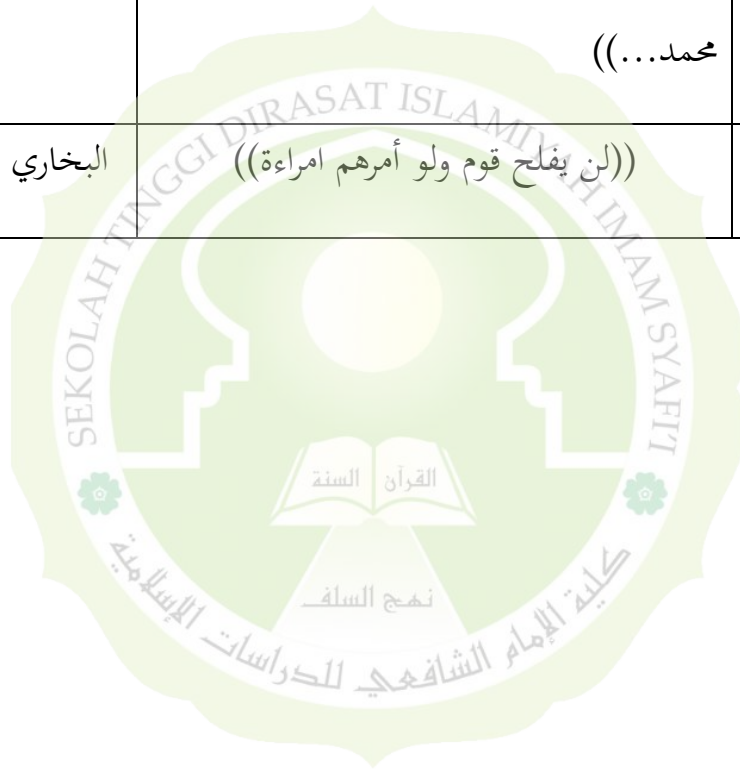 محمد...))
((لن يفلح قوم ولو أمرهم امراءة))
البخاري
SEKOLAH TINGGI DIRASAT ISLAMIYAH IMAM SYAFI'I
القرآن
السنة
نهج السلف
كلية الإمام الشافعي للدراسات الإسلامية